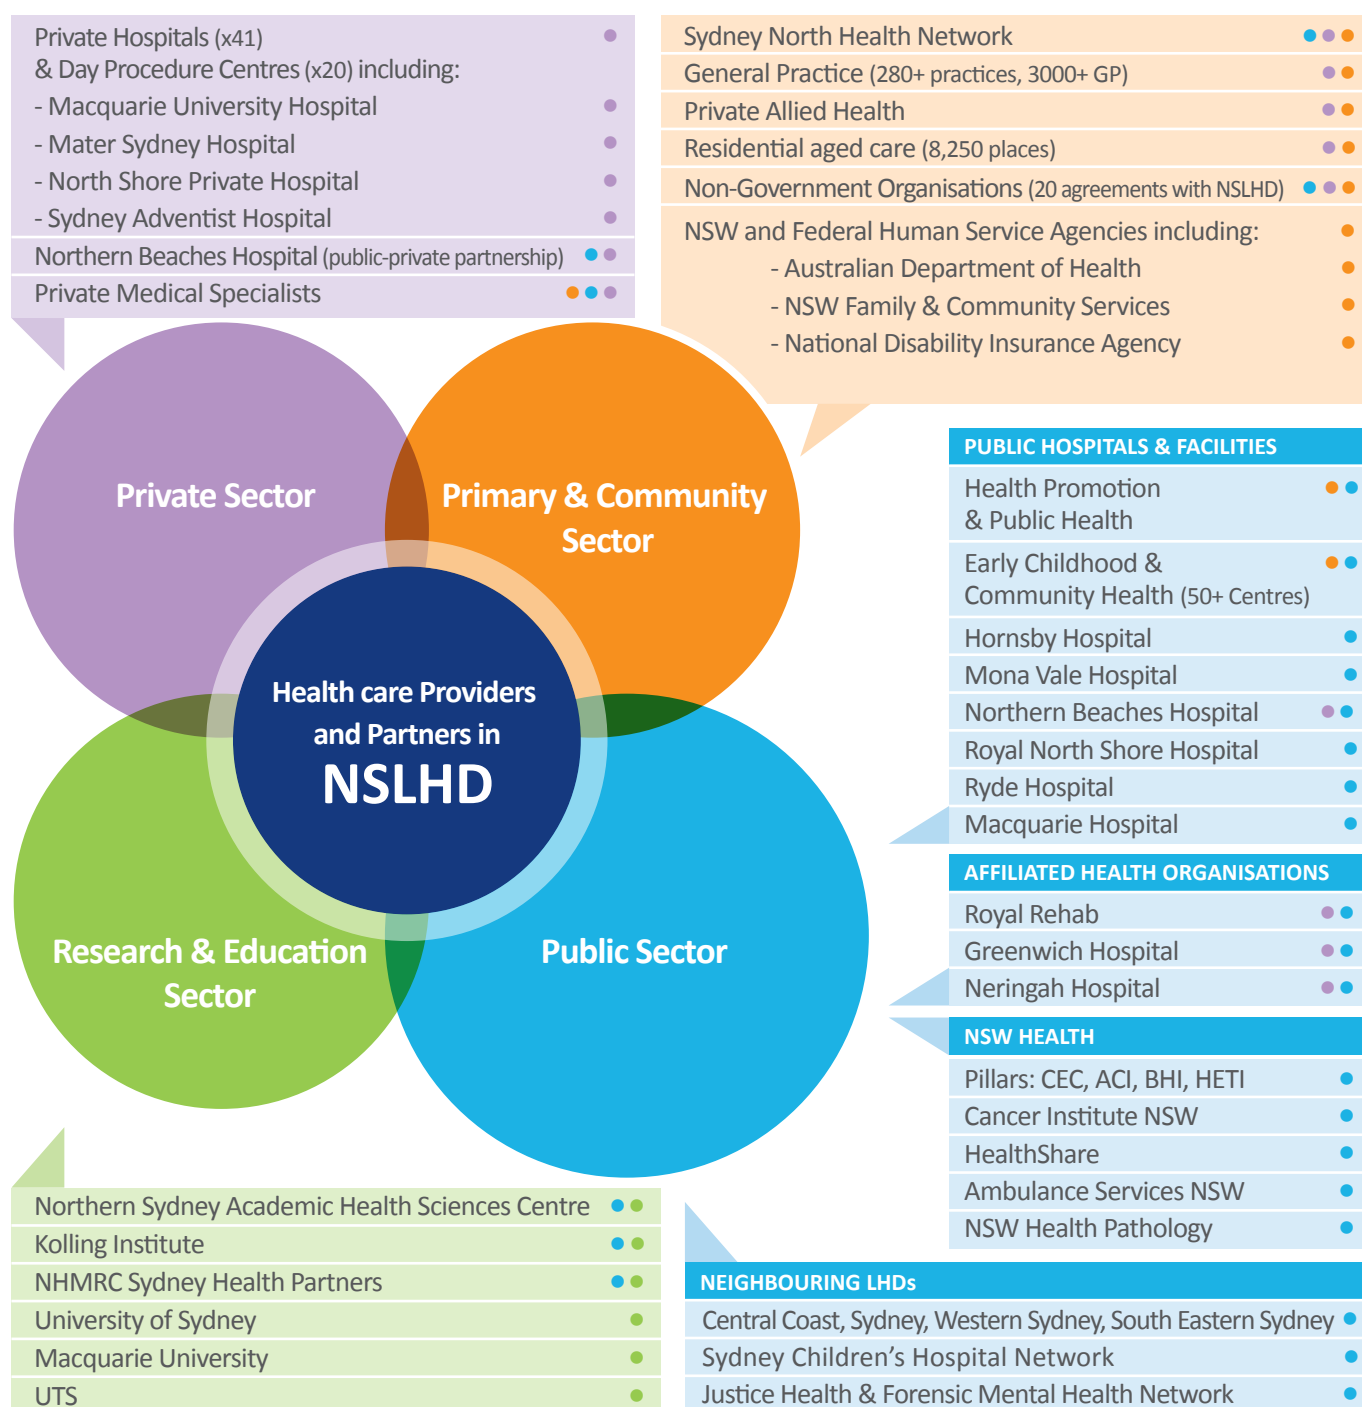 Private Hospitals (x41)
& Day Procedure Centres (x20) including:
- Macquarie University Hospital
- Mater Sydney Hospital
- North Shore Private Hospital
- Sydney Adventist Hospital
Northern Beaches Hospital (public-private partnership)
Private Medical Specialists
Sydney North Health Network
General Practice (280+ practices, 3000+ GP)
Private Allied Health
Residential aged care (8,250 places)
Non-Government Organisations (20 agreements with NSLHD)
NSW and Federal Human Service Agencies including:
- Australian Department of Health
- NSW Family & Community Services
- National Disability Insurance Agency
Private Sector
Primary & Community
Sector
Health care Providers
and Partners in
NSLHD
Research & Education
Sector
Public Sector
PUBLIC HOSPITALS & FACILITIES
Health Promotion
& Public Health
Early Childhood &
Community Health (50+ Centres)
Hornsby Hospital
Mona Vale Hospital
Northern Beaches Hospital
Royal North Shore Hospital
Ryde Hospital
Macquarie Hospital
AFFILIATED HEALTH ORGANISATIONS
Royal Rehab
Greenwich Hospital
Neringah Hospital
NSW HEALTH
Pillars: CEC, ACI, BHI, HETI
Cancer Institute NSW
HealthShare
Ambulance Services NSW
NSW Health Pathology
Northern Sydney Academic Health Sciences Centre
Kolling Institute
NHMRC Sydney Health Partners
University of Sydney
Macquarie University
UTS
NEIGHBOURING LHDs
Central Coast, Sydney, Western Sydney, South Eastern Sydney
Sydney Children's Hospital Network
Justice Health & Forensic Mental Health Network